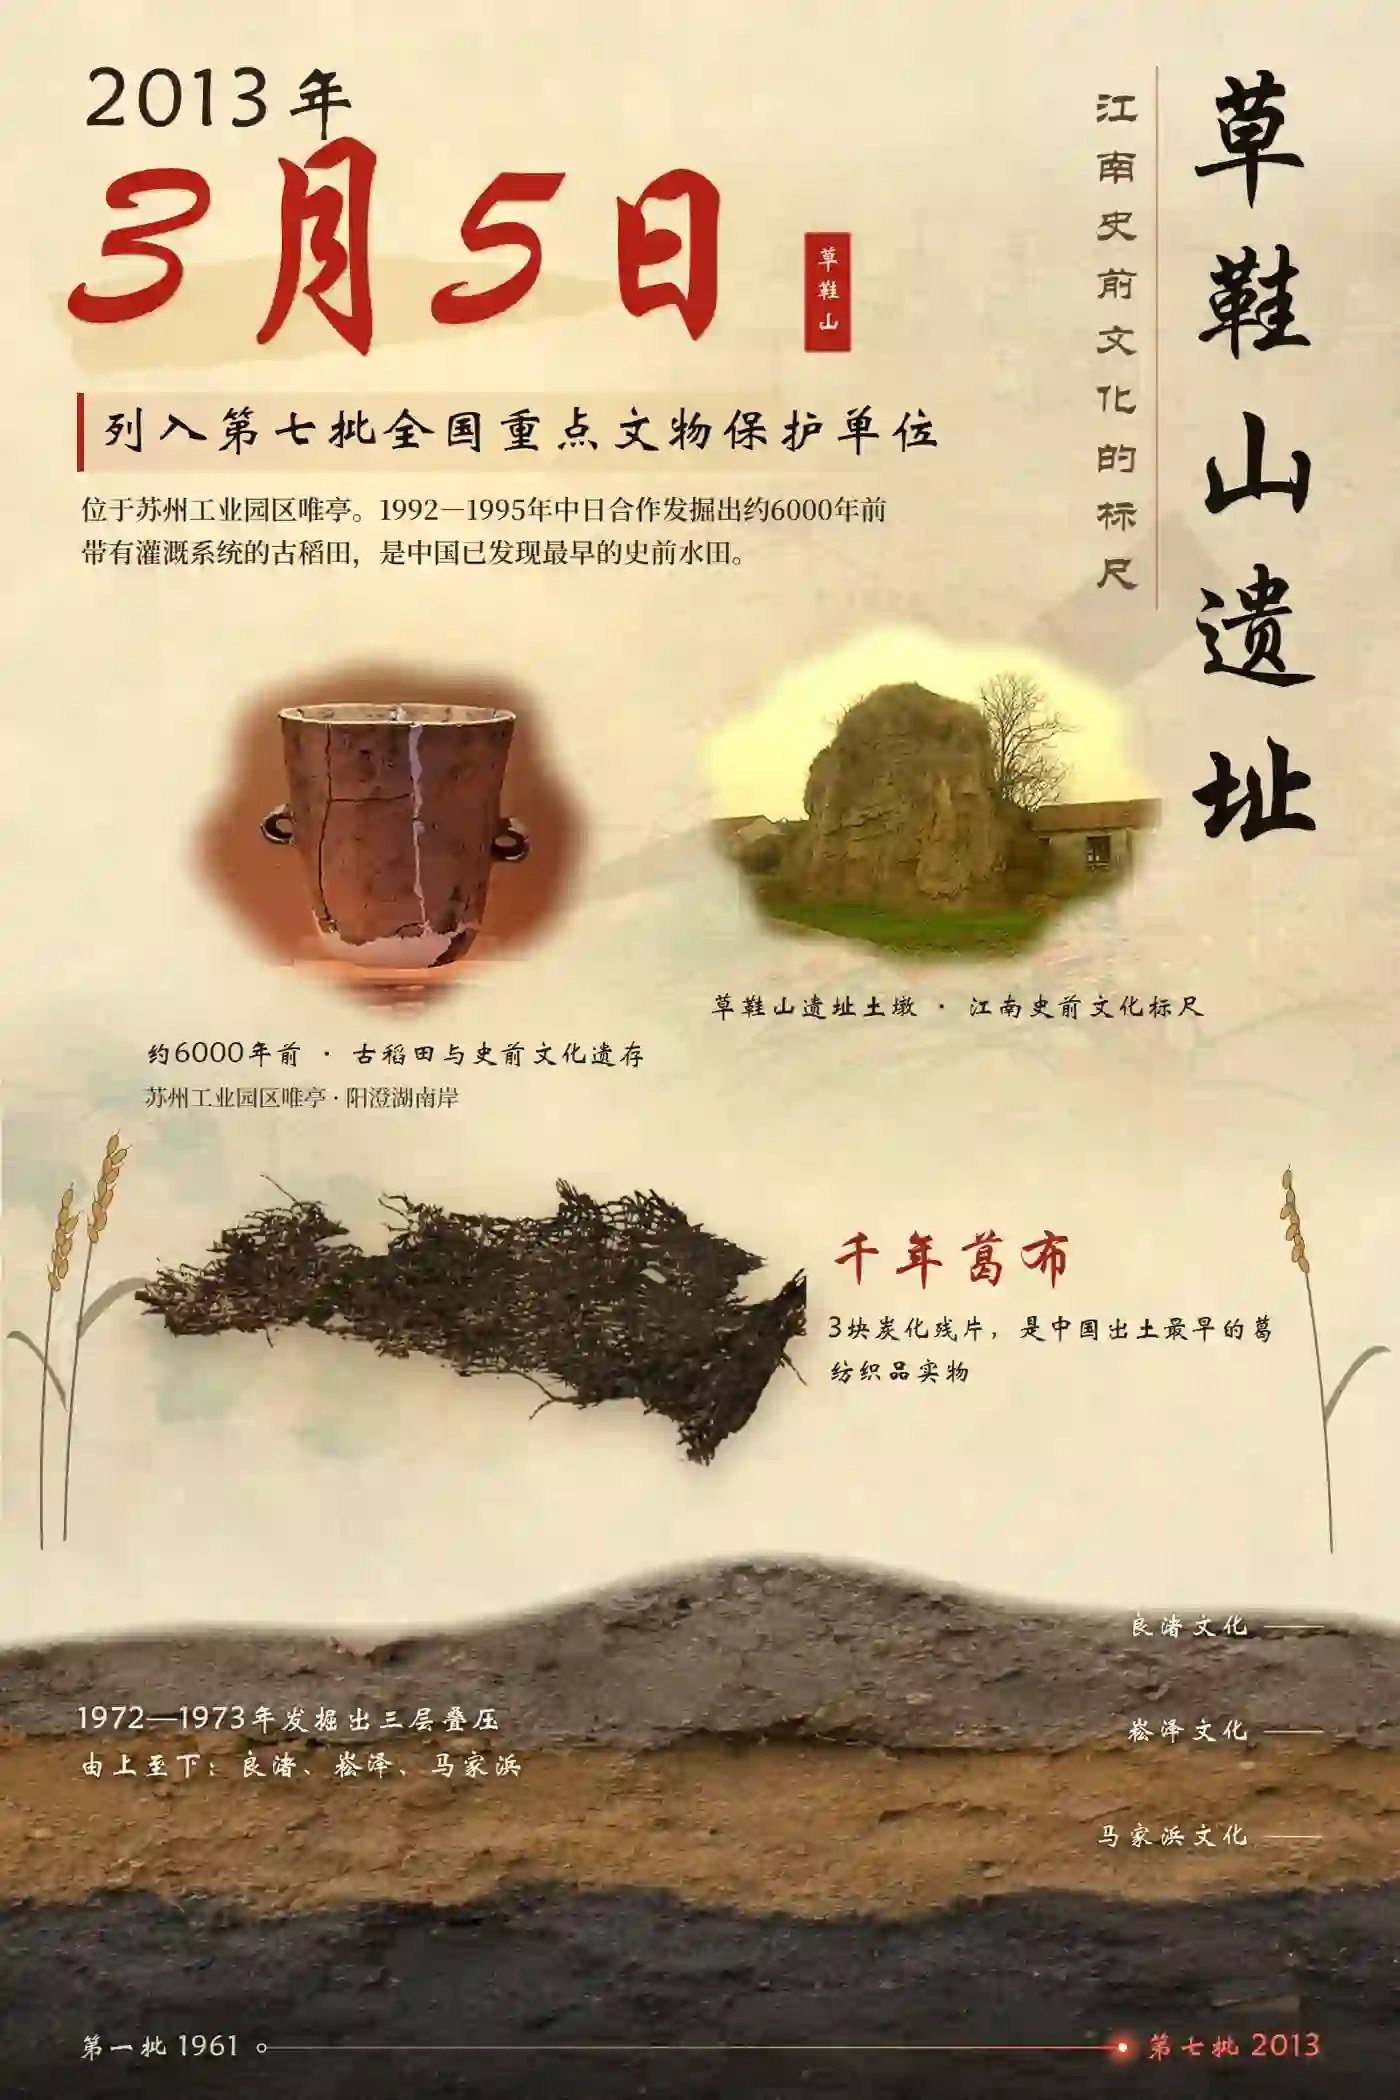 2013年
3月5日
草鞋山
列入第七批全国重点文物保护单位
位于苏州工业园区唯亭。1992—1995年中日合作发掘出约6000年前
带有灌溉系统的古稻田，是中国已发现最早的史前水田。
草鞋山遗址
江南史前文化的标尺
草鞋山遗址土墩 · 江南史前文化标尺
约6000年前 · 古稻田与史前文化遗存
苏州工业园区唯亭·阳澄湖南岸
千年葛布
3块炭化残片，是中国出土最早的葛
纺织品实物
良渚文化
1972—1973年发掘出三层叠压
由上至下：良渚、崧泽、马家浜
崧泽文化
马家浜文化
第一批 1961
第七批 2013